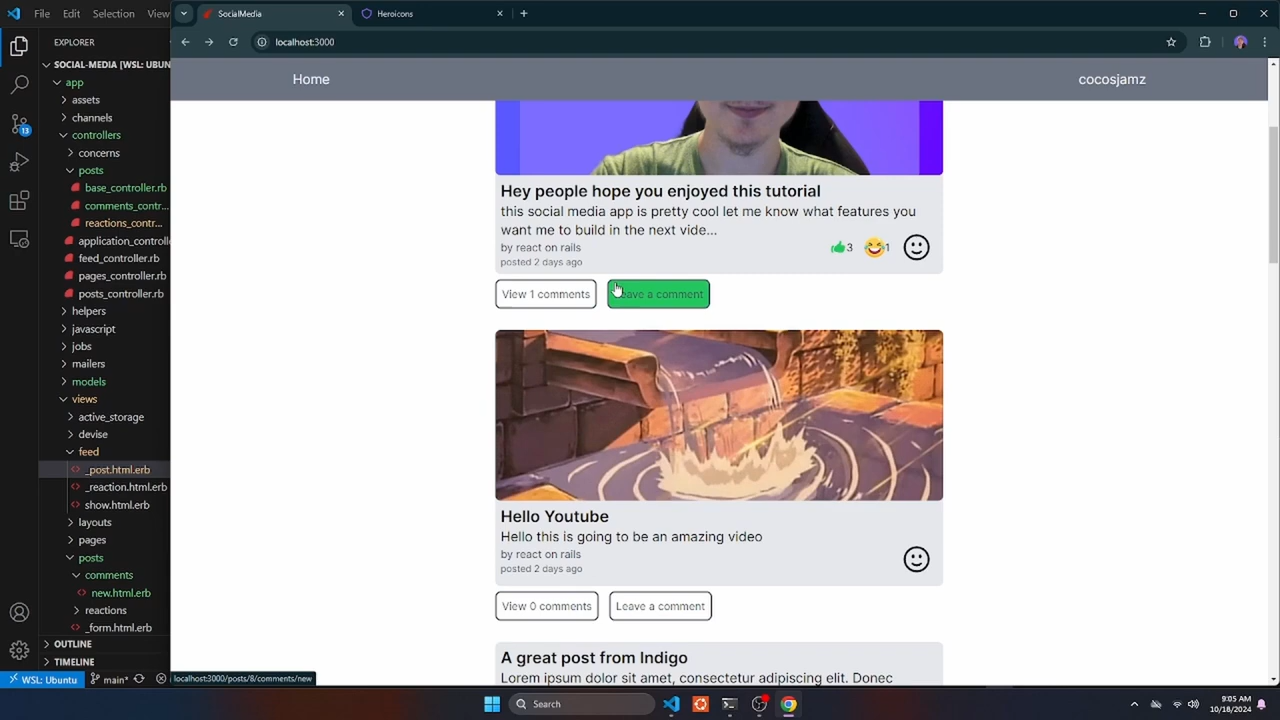 File Edit Selection View
SocialMedia
Heroicons
localhost:3000
EXPLORER
SOCIAL-MEDIA [WSL: UBUN
app
assets
channels
controllers
concerns
posts
base_controller.rb
comments_contr...
reactions_contr...
application_controll
feed_controller.rb
pages_controller.rb
posts_controller.rb
helpers
javascript
jobs
mailers
models
views
active_storage
devise
feed
_post.html.erb
_reaction.html.erb
show.html.erb
layouts
pages
posts
comments
new.html.erb
reactions
_form.html.erb
OUTLINE
TIMELINE
13
Home
cocosjamz
Hey people hope you enjoyed this tutorial
this social media app is pretty cool let me know what features you
want me to build in the next vide...
by react on rails
posted 2 days ago
3
1
View 1 comments
Leave a comment
Hello Youtube
Hello this is going to be an amazing video
by react on rails
posted 2 days ago
View 0 comments
Leave a comment
A great post from Indigo
Lorem ipsum dolor sit amet, consectetur adipiscing elit. Donec
WSL: Ubuntu
main*
localhost:3000/posts/8/comments/new
Search
9:05 AM
10/18/2024